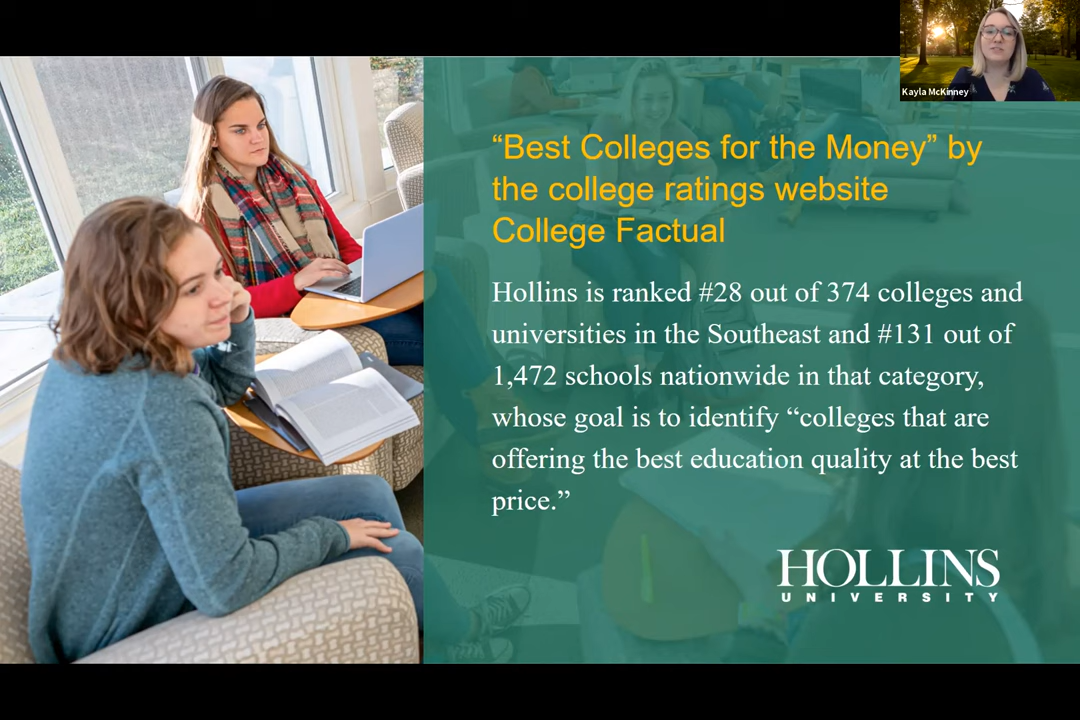 Kayla McKinney
“Best Colleges for the Money” by
the college ratings website
College Factual
Hollins is ranked #28 out of 374 colleges and
universities in the Southeast and #131 out of
1,472 schools nationwide in that category,
whose goal is to identify “colleges that are
offering the best education quality at the best
price.”
HOLLINS
UNIVERSITY